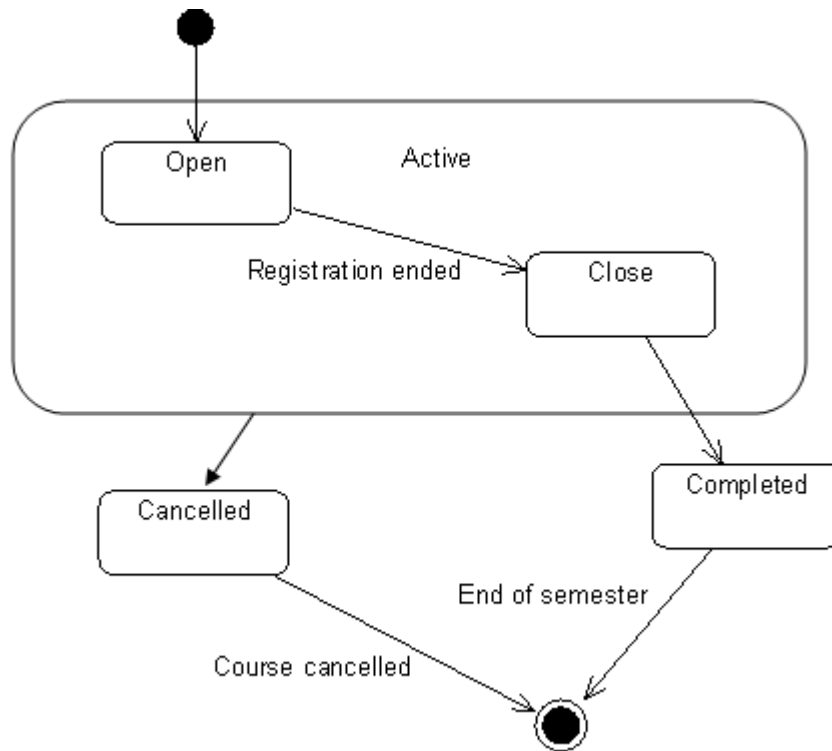 Open
Active
Registration ended
Close
Cancelled
Completed
End of semester
Course cancelled